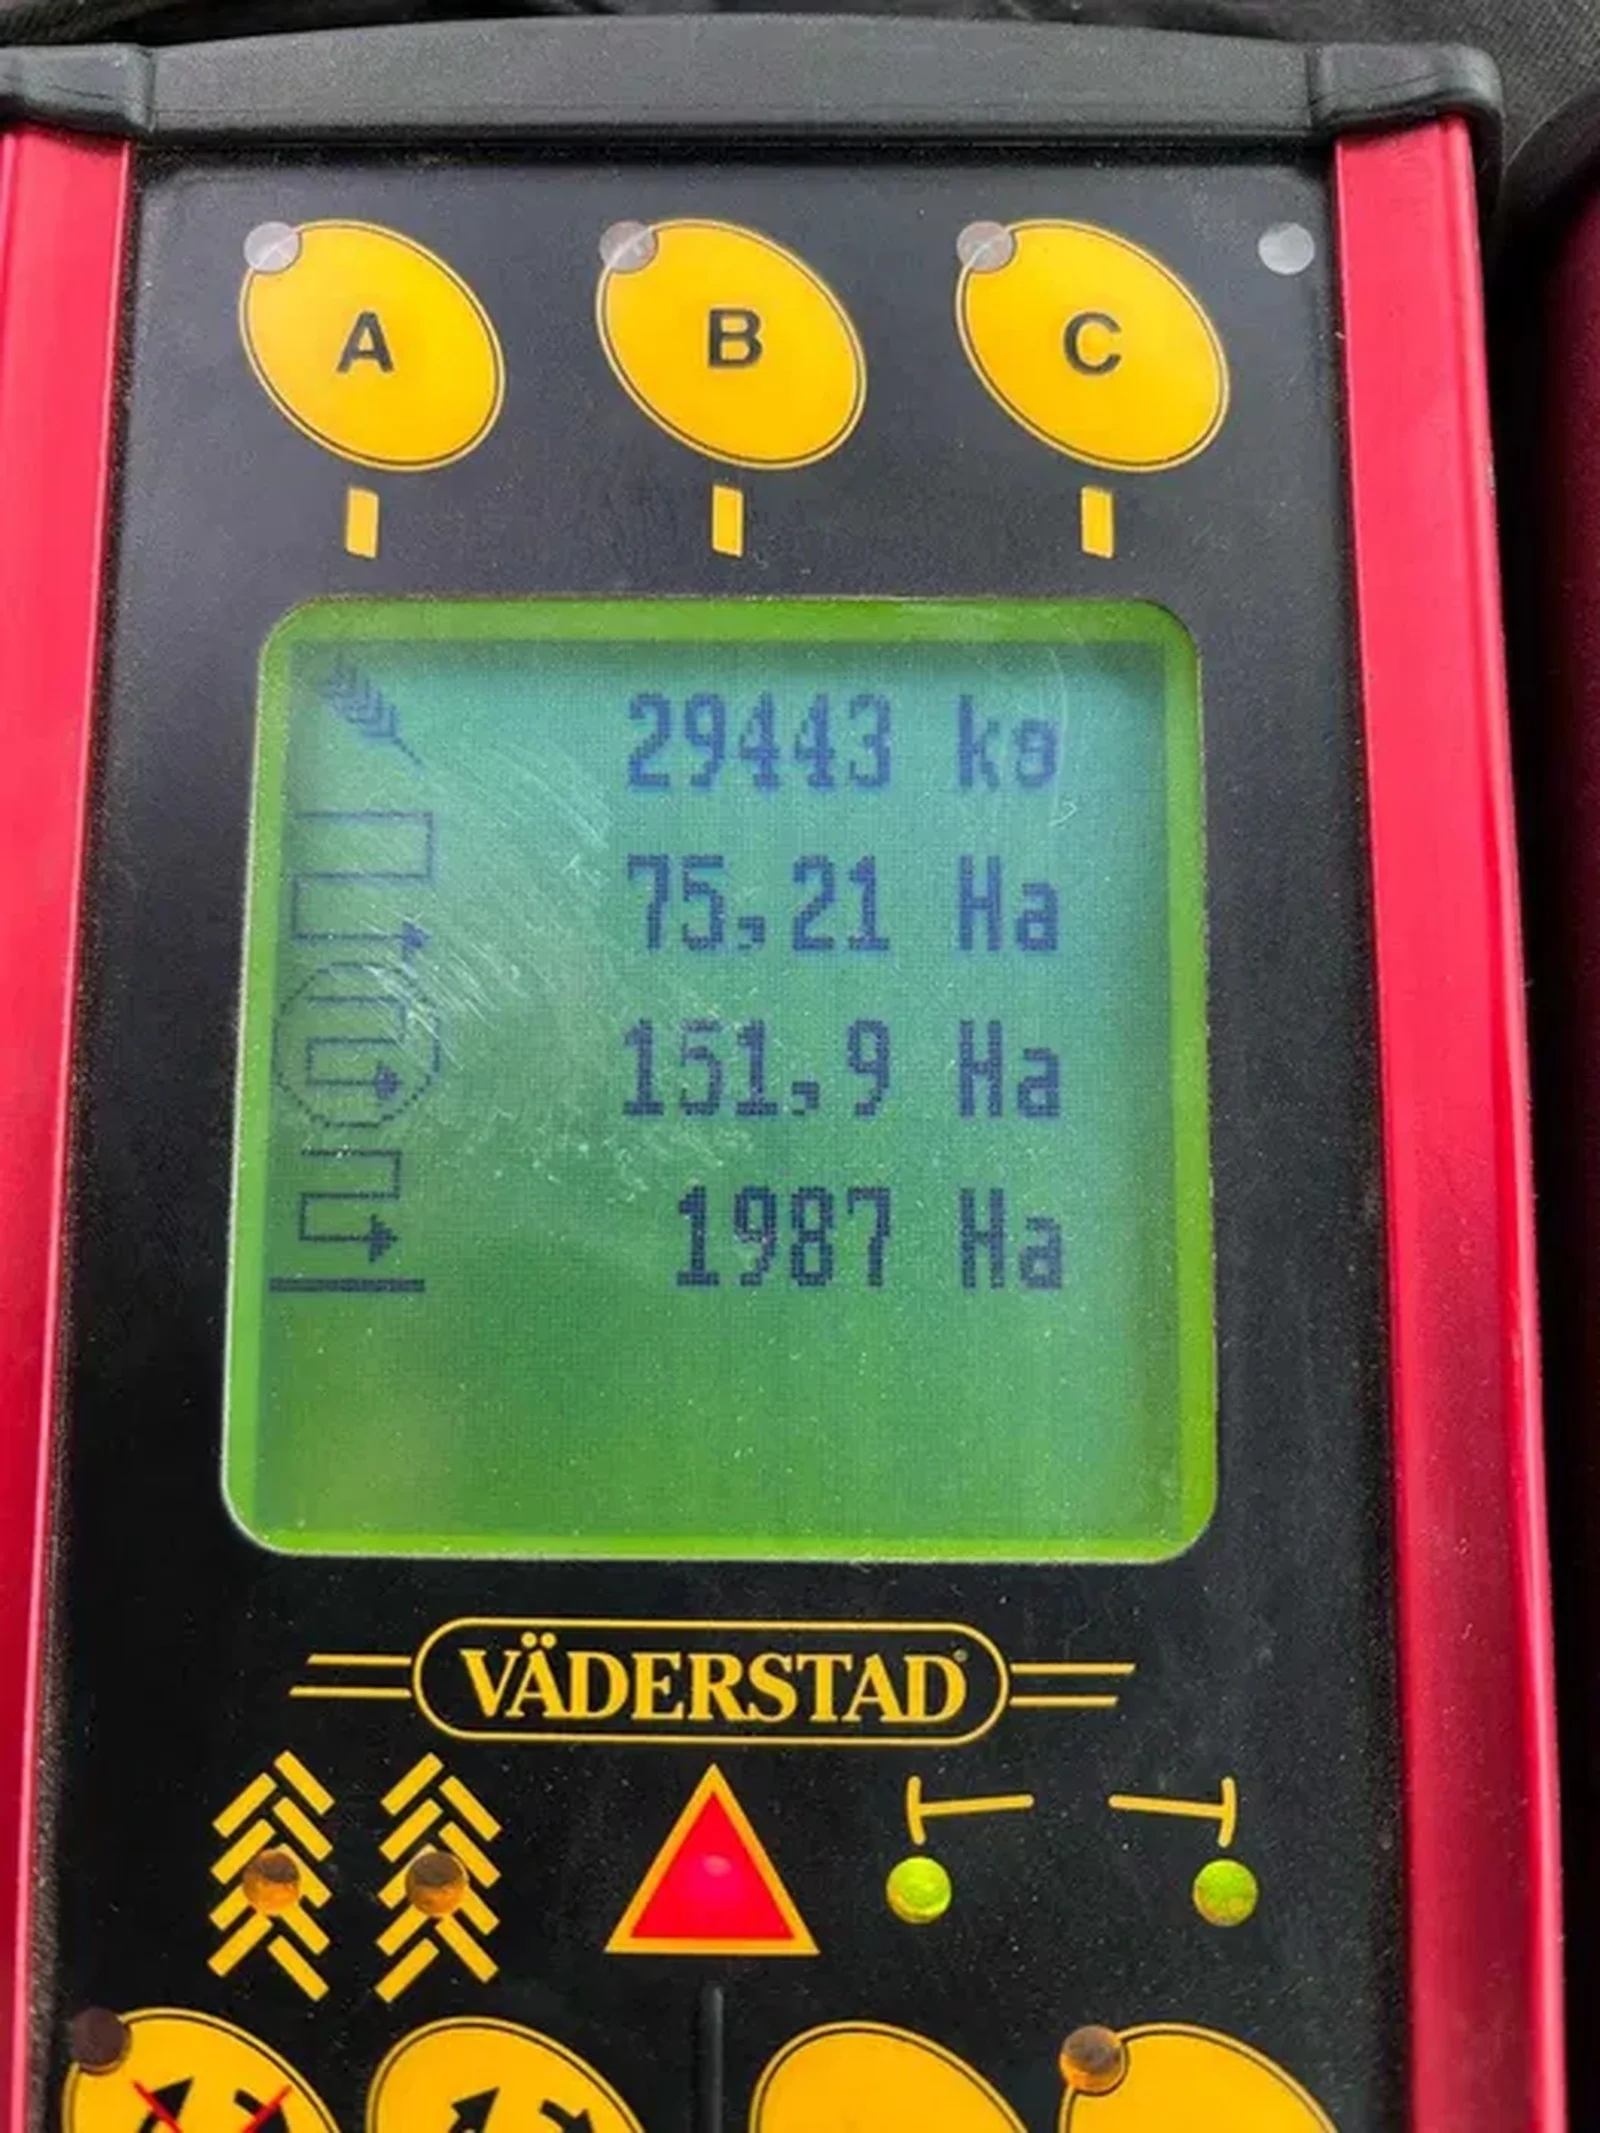 A B C
29443 kg
75,21 Ha
151,9 Ha
1987 Ha
VÄDERSTAD